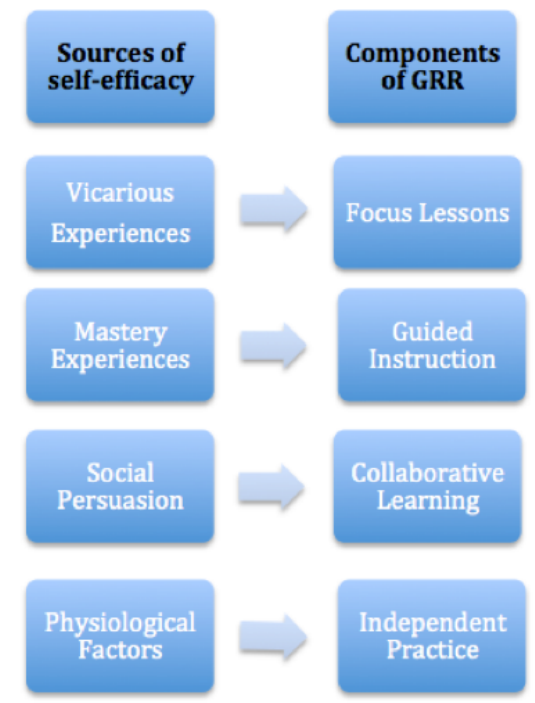 Sources of
self-efficacy
Components
of GRR
Vicarious
Experiences
Focus Lessons
Mastery
Experiences
Guided
Instruction
Social
Persuasion
Collaborative
Learning
Physiological
Factors
Independent
Practice